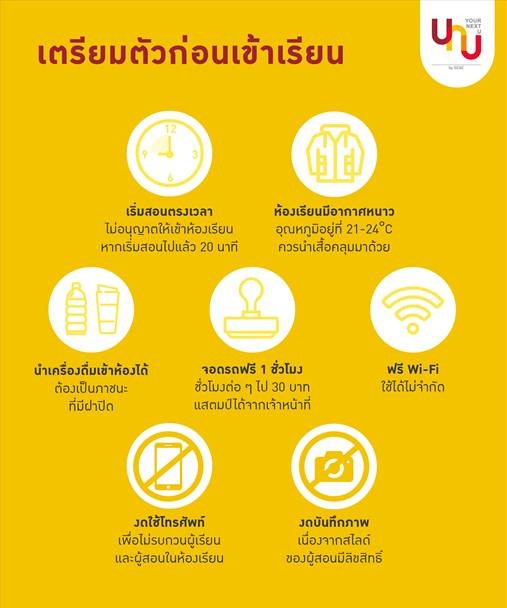 เตรียมตัวก่อนเข้าเรียน
YOUR
NEXT
U
UNU
by SEAC
12
9
3
6
เริ่มสอนตรงเวลา
ไม่อนุญาตให้เข้าห้องเรียน
หากเริ่มสอนไปแล้ว 20 นาที
ห้องเรียนมีอากาศหนาว
อุณหภูมิอยู่ที่ 21-24°C
ควรนำเสื้อคลุมมาด้วย
นำเครื่องดื่มเข้าห้องได้
ต้องเป็นภาชนะ
ที่มีฝาปิด
จอดรถฟรี 1 ชั่วโมง
ชั่วโมงต่อ ๆ ไป 30 บาท
แสตมป์ได้จากเจ้าหน้าที่
ฟรี Wi-Fi
ใช้ได้ไม่จำกัด
งดใช้โทรศัพท์
เพื่อไม่รบกวนผู้เรียน
และผู้สอนในห้องเรียน
งดบันทึกภาพ
เนื่องจากสไลด์
ของผู้สอนมีลิขสิทธิ์